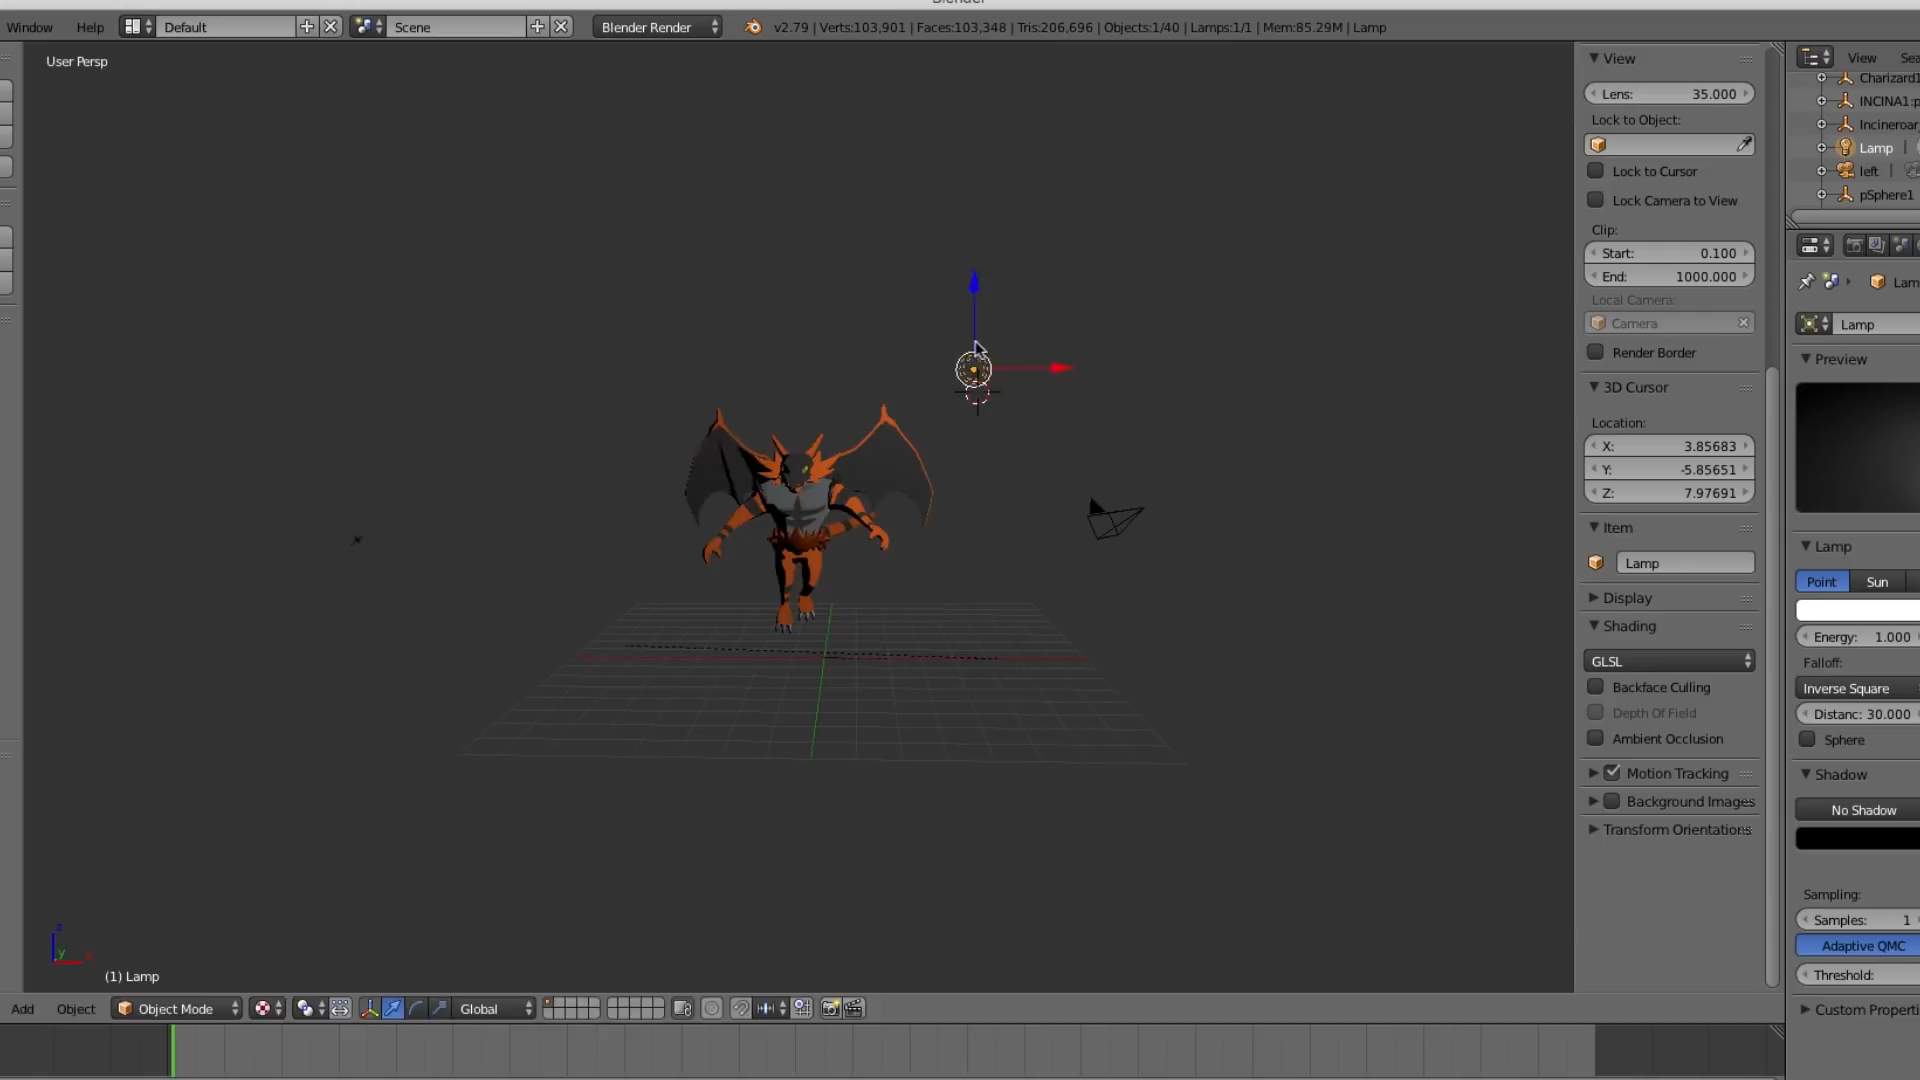 Window Help Default Scene Blender Render v2.79 | Verts:103,901 | Faces:103,348 | Tris:206,696 | Objects:1/40 | Lamps:1/1 | Mem:85.29M | Lamp
User Persp
View
Lens: 35.000
Lock to Object:
Lock to Cursor
Lock Camera to View
Clip:
Start: 0.100
End: 1000.000
Local Camera:
Camera
Render Border
3D Cursor
Location:
X: 3.85683
Y: -5.85651
Z: 7.97691
Item
Lamp
Display
Shading
GLSL
Backface Culling
Depth Of Field
Ambient Occlusion
Motion Tracking
Background Images
Transform Orientations
View Sea
Charizard1
INCINA1:p
Incineroar
Lamp
left
pSphere1
Lam
Lamp
Preview
Lamp
Point Sun
Energy: 1.000
Falloff:
Inverse Square
Distanc: 30.000
Sphere
Shadow
No Shadow
Sampling:
Samples: 1
Adaptive QMC
Threshold:
Custom Properti
z
y
x
(1) Lamp
Add Object Object Mode Global